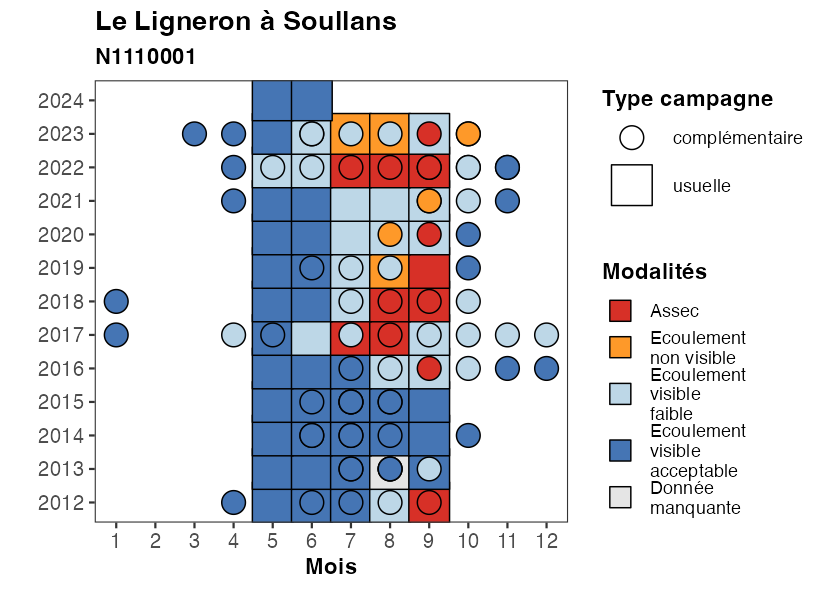 Le Ligneron à Soullans
N1110001
2024
2023
2022
2021
2020
2019
2018
2017
2016
2015
2014
2013
2012
1 2 3 4 5 6 7 8 9 10 11 12
Mois
Type campagne
complémentaire
usuelle
Modalités
Assec
Ecoulement
non visible
Ecoulement
visible
faible
Ecoulement
visible
acceptable
Donnée
manquante